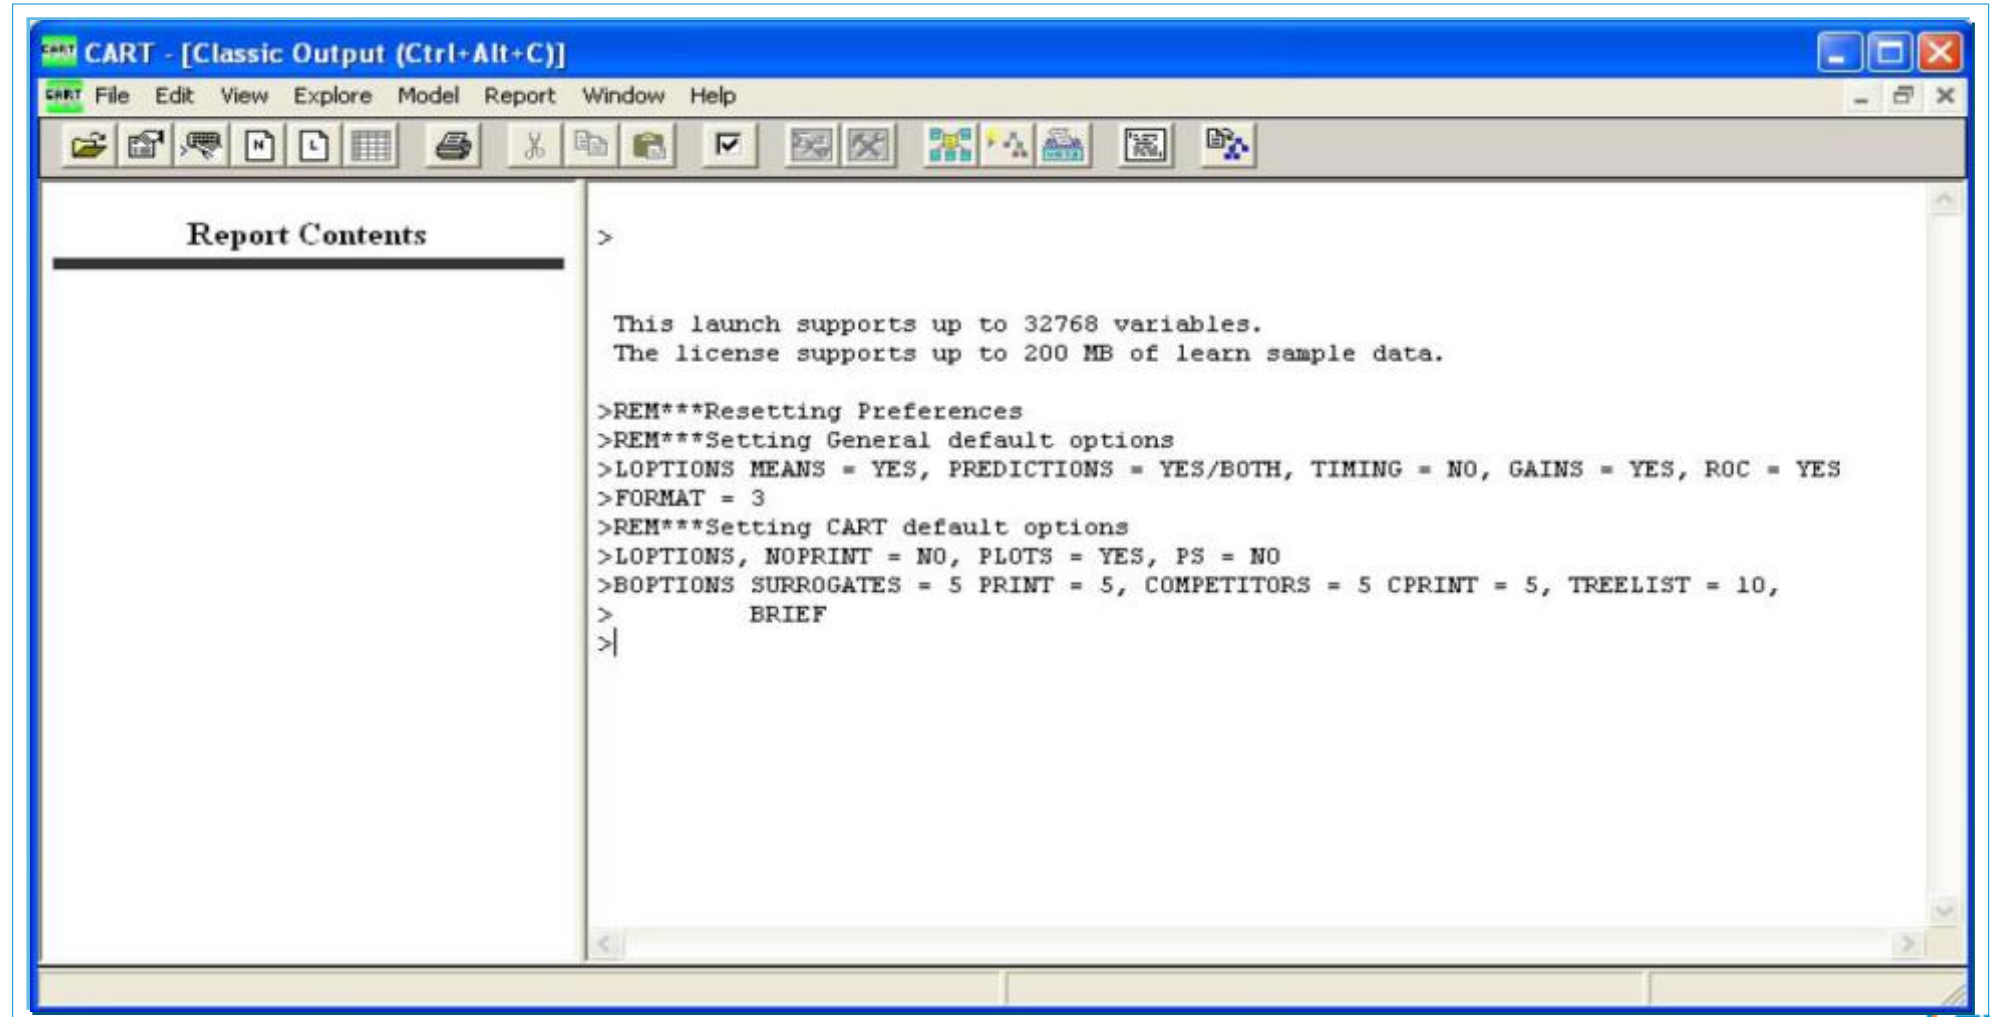 CART - [Classic Output (Ctrl+Alt+C)]
File Edit View Explore Model Report Window Help
Report Contents
>
This launch supports up to 32768 variables.
The license supports up to 200 MB of learn sample data.
>REM***Resetting Preferences
>REM***Setting General default options
>LOPTIONS MEANS = YES, PREDICTIONS = YES/BOTH, TIMING = NO, GAINS = YES, ROC = YES
>FORMAT = 3
>REM***Setting CART default options
>LOPTIONS, NOPRINT = NO, PLOTS = YES, PS = NO
>BOPTIONS SURROGATES = 5 PRINT = 5, COMPETITORS = 5 CPRINT = 5, TREELIST = 10,
> BRIEF
>